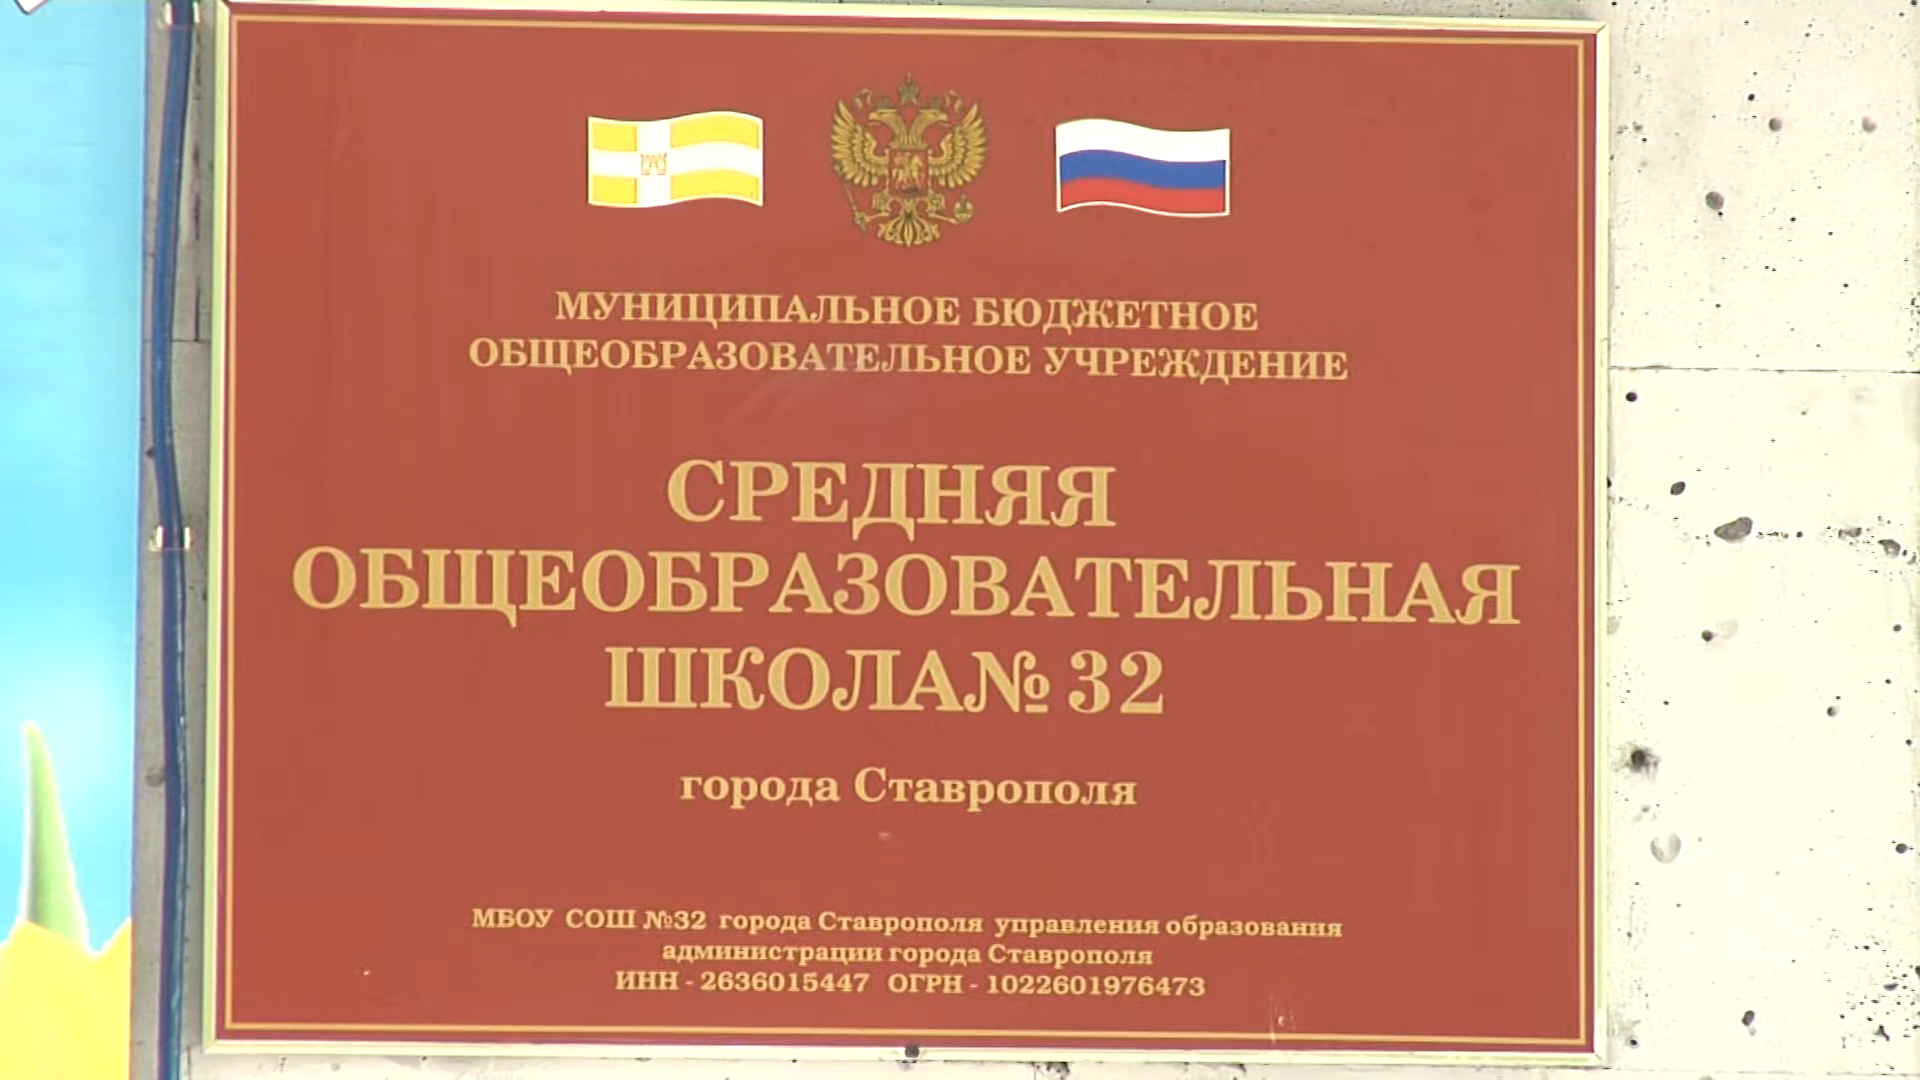 МУНИЦИПАЛЬНОЕ БЮДЖЕТНОЕ
ОБЩЕОБРАЗОВАТЕЛЬНОЕ УЧРЕЖДЕНИЕ
СРЕДНЯЯ
ОБЩЕОБРАЗОВАТЕЛЬНАЯ
ШКОЛА№ 32
города Ставрополя
МБОУ СОШ №32 города Ставрополя управления образования
администрации города Ставрополя
ИНН - 2636015447 ОГРН - 1022601976473